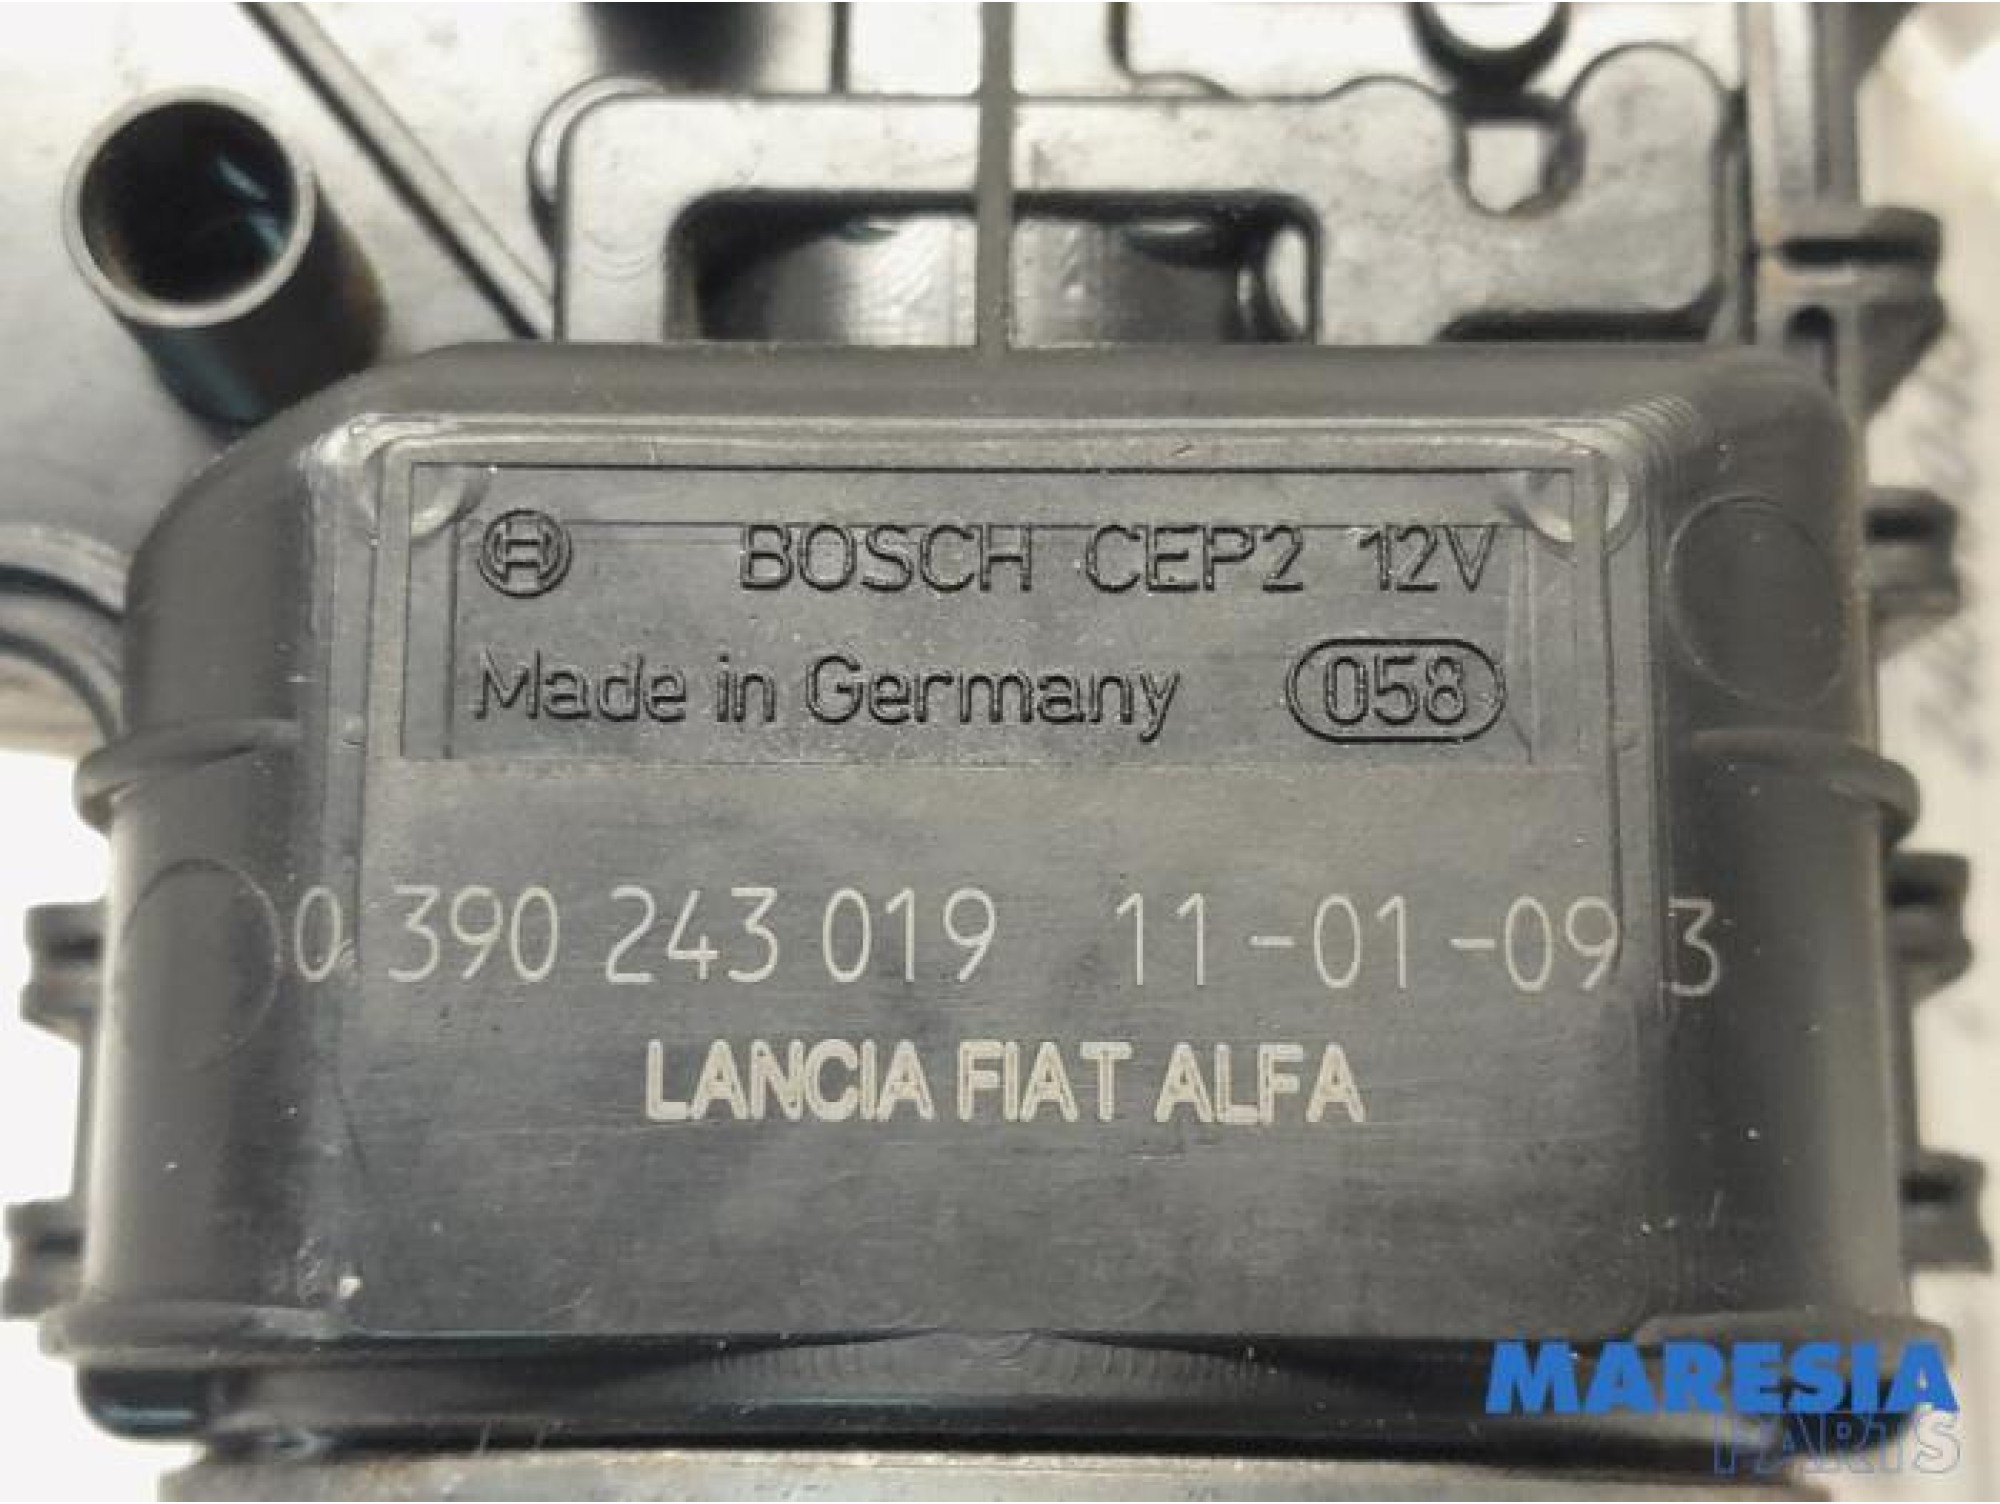 BOSCH CEP2 12V
Made in Germany 058
0 390 243 019 11-01-09 3
LANCIA FIAT ALFA
MARESIA
PARTS